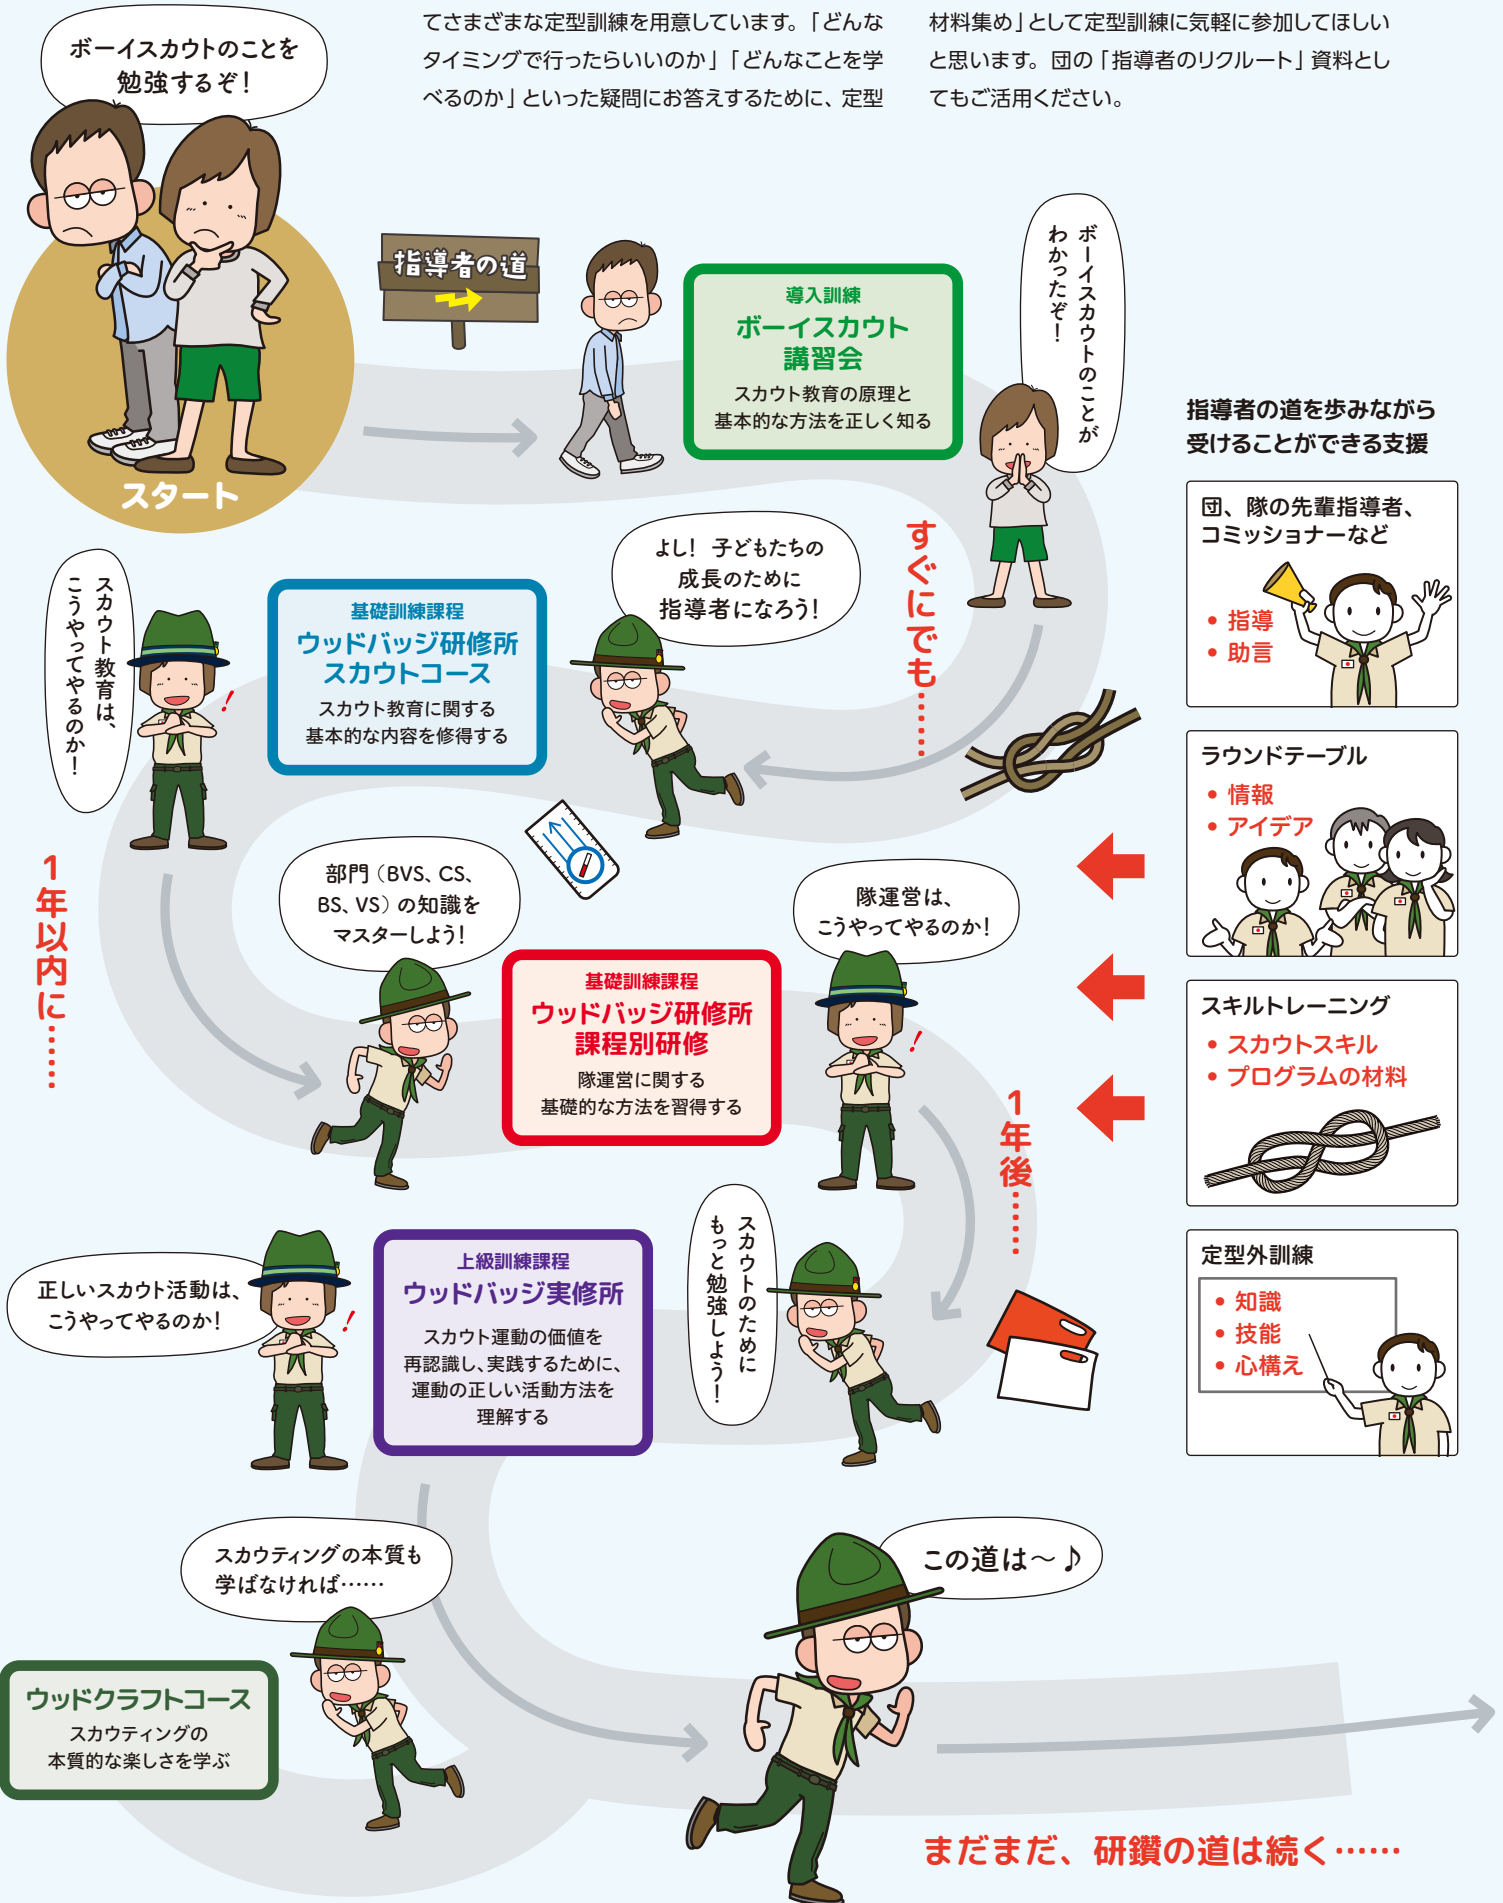 てさまざまな定型訓練を用意しています。「どんな
タイミングで行ったらいいのか」「どんなことを学
べるのか」といった疑問にお答えするために、定型
材料集め」として定型訓練に気軽に参加してほしい
と思います。団の「指導者のリクルート」資料とし
てもご活用ください。
ボーイスカウトのことを
勉強するぞ！
スタート
指導者の道
導入訓練
ボーイスカウト
講習会
スカウト教育の原理と
基本的な方法を正しく知る
ボーイスカウトのことが
わかったぞ！
すぐにでも……
よし！ 子どもたちの
成長のために
指導者になろう！
基礎訓練課程
ウッドバッジ研修所
スカウトコース
スカウト教育に関する
基本的な内容を修得する
スカウト教育は、
こうやってやるのか！
！
1年以内に……
部門（BVS、CS、
BS、VS）の知識を
マスターしよう！
基礎訓練課程
ウッドバッジ研修所
課程別研修
隊運営に関する
基礎的な方法を習得する
隊運営は、
こうやってやるのか！
！
1年後……
スカウトのために
もっと勉強しよう！
上級訓練課程
ウッドバッジ実修所
スカウト運動の価値を
再認識し、実践するために、
運動の正しい活動方法を
理解する
正しいスカウト活動は、
こうやってやるのか！
！
スカウティングの本質も
学ばなければ……
ウッドクラフトコース
スカウティングの
本質的な楽しさを学ぶ
この道は～♪
まだまだ、研鑽の道は続く……
指導者の道を歩みながら
受けることができる支援
団、隊の先輩指導者、
コミッショナーなど
• 指導
• 助言
ラウンドテーブル
• 情報
• アイデア
スキルトレーニング
• スカウトスキル
• プログラムの材料
定型外訓練
• 知識
• 技能
• 心構え